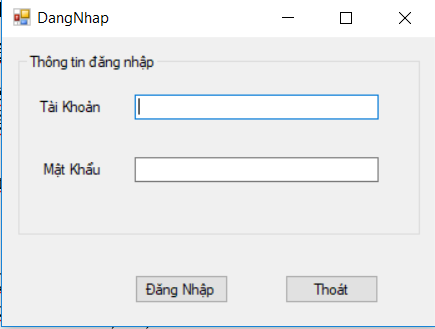 DangNhap
Thông tin đăng nhập
Tài Khoản
Mật Khẩu
Đăng Nhập
Thoát